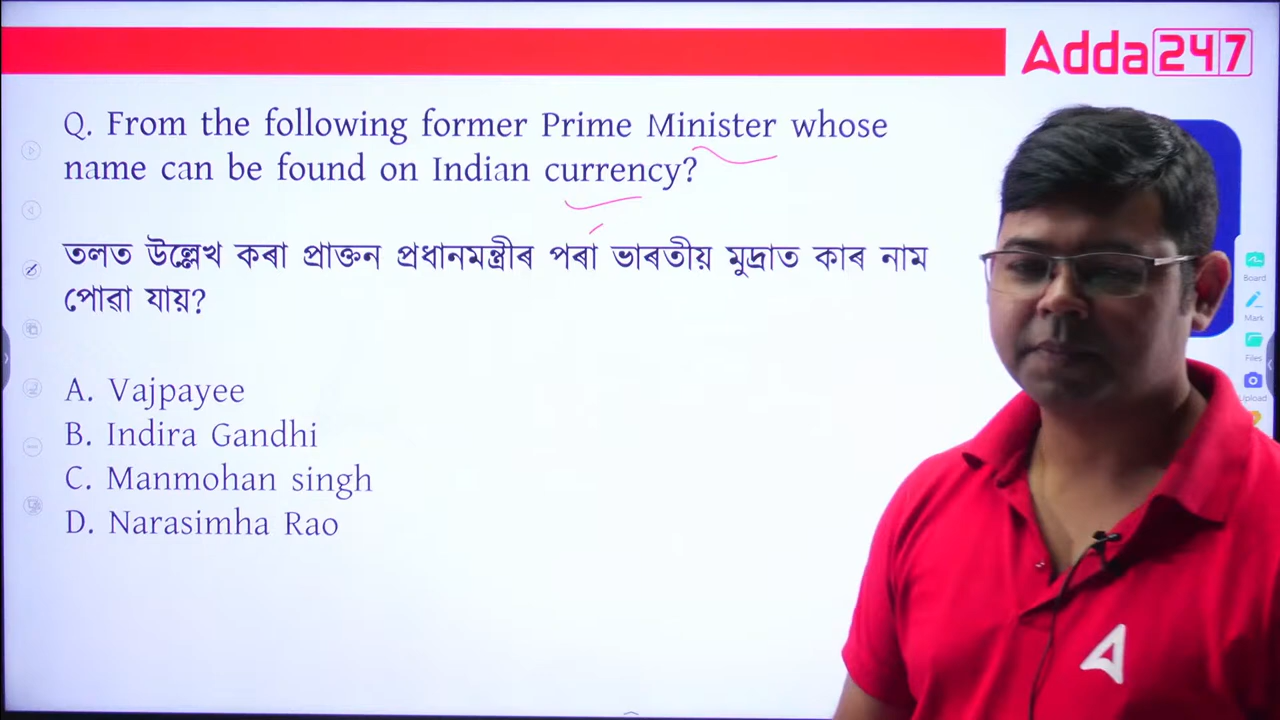 Adda247
Q. From the following former Prime Minister whose
name can be found on Indian currency?
তলত উল্লেখ কৰা প্ৰাক্তন প্ৰধানমন্ত্ৰীৰ পৰা ভাৰতীয় মুদ্ৰাত কাৰ নাম
পোৱা যায়?
A. Vajpayee
B. Indira Gandhi
C. Manmohan singh
D. Narasimha Rao
Board
Mark
Files
Upload